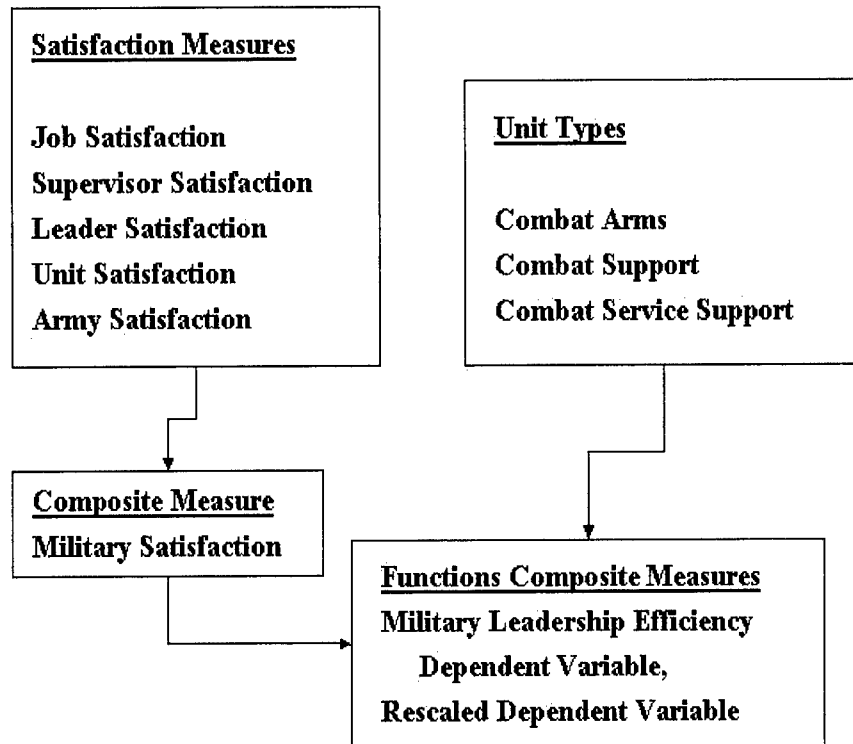 Satisfaction Measures
Job Satisfaction
Supervisor Satisfaction
Leader Satisfaction
Unit Satisfaction
Army Satisfaction
Unit Types
Combat Arms
Combat Support
Combat Service Support
Composite Measure
Military Satisfaction
Functions Composite Measures
Military Leadership Efficiency
Dependent Variable,
Rescaled Dependent Variable